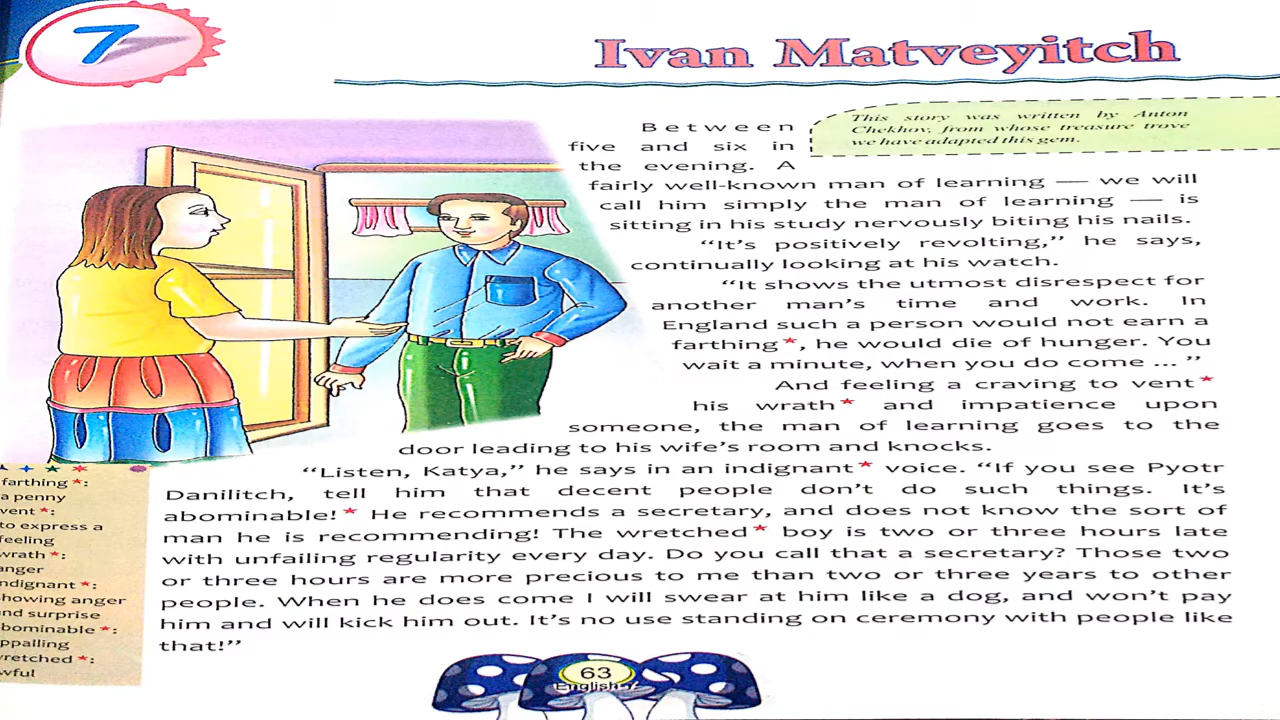 7
Ivan Matveyitch
This story was written by Anton
Chekhov, from whose treasure trove
we have adapted this gem.
Between
five and six in
the evening. A
fairly well-known man of learning — we will
call him simply the man of learning — is
sitting in his study nervously biting his nails.
“It’s positively revolting,” he says,
continually looking at his watch.
“It shows the utmost disrespect for
another man’s time and work. In
England such a person would not earn a
farthing*, he would die of hunger. You
wait a minute, when you do come ... ”
And feeling a craving to vent*
his wrath* and impatience upon
someone, the man of learning goes to the
door leading to his wife’s room and knocks.
“Listen, Katya,” he says in an indignant* voice. “If you see Pyotr
Danilitch, tell him that decent people don’t do such things. It’s
abominable!* He recommends a secretary, and does not know the sort of
man he is recommending! The wretched* boy is two or three hours late
with unfailing regularity every day. Do you call that a secretary? Those two
or three hours are more precious to me than two or three years to other
people. When he does come I will swear at him like a dog, and won’t pay
him and will kick him out. It’s no use standing on ceremony with people like
that!”
farthing*:
a penny
vent*:
to express a
feeling
wrath*:
anger
ndignant*:
howing anger
nd surprise
bominable*:
ppalling
retched*:
wful
63
English-7